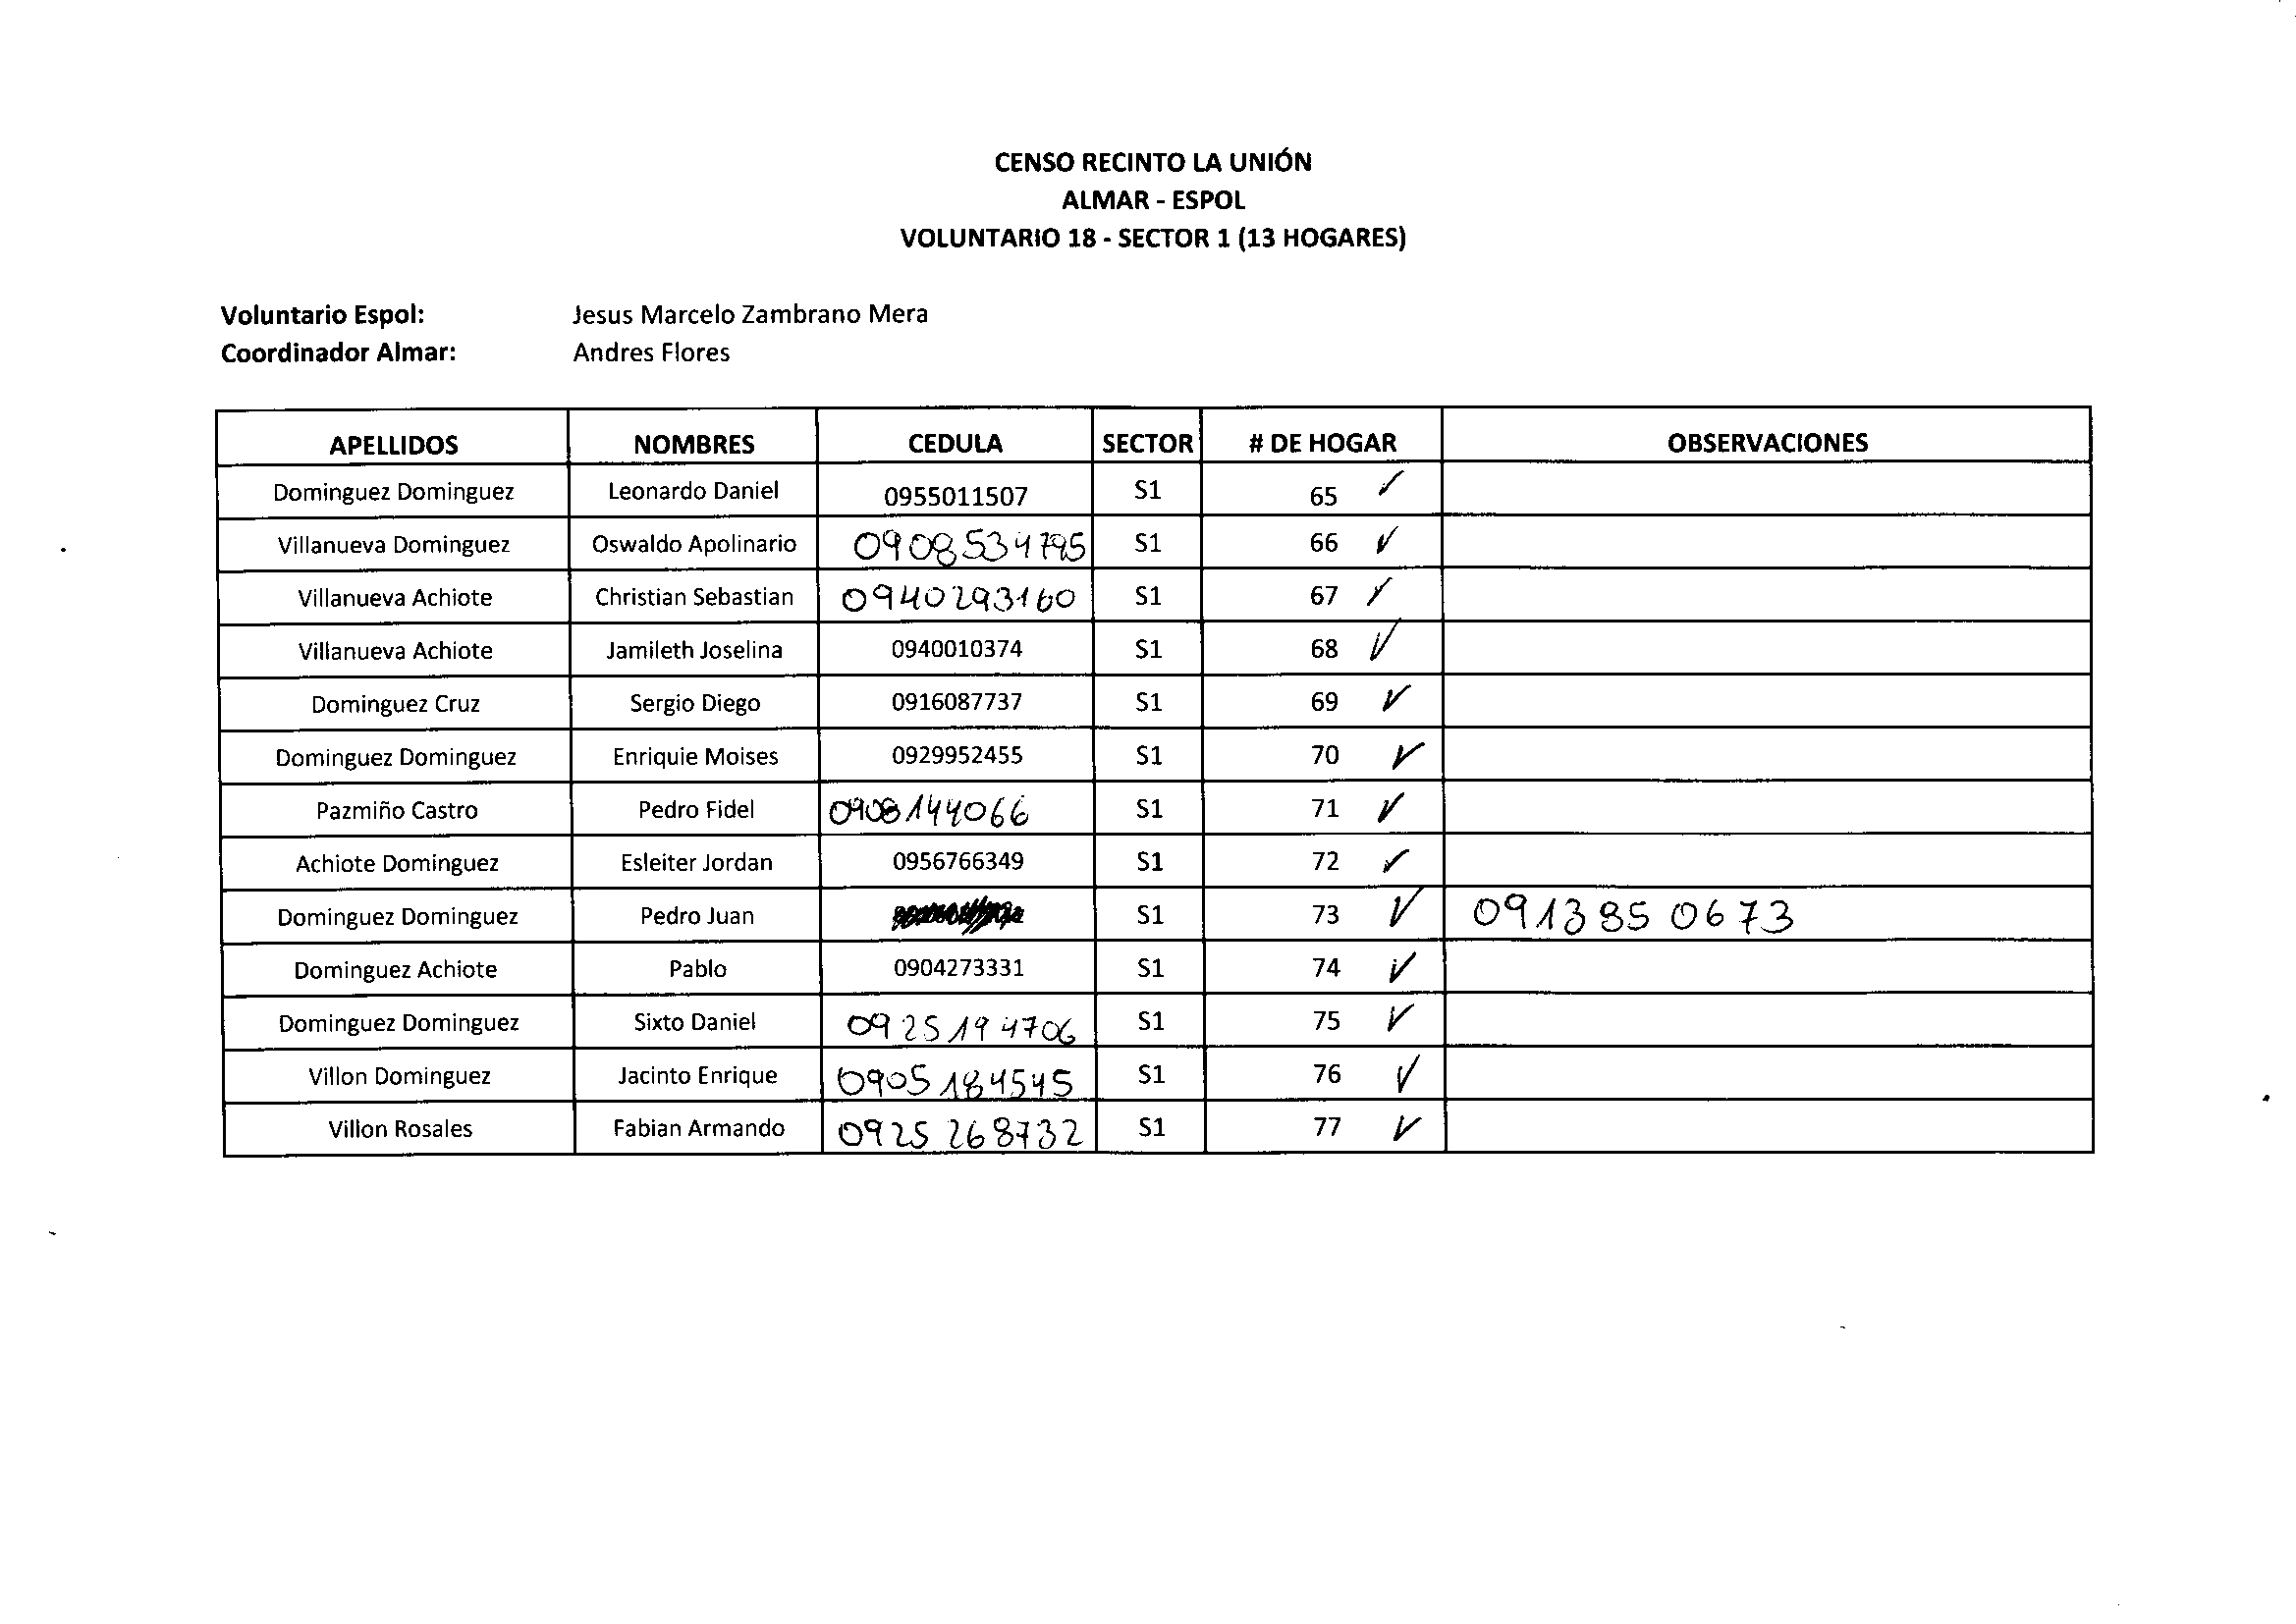 CENSO RECINTO LA UNIÓN
ALMAR - ESPOL
VOLUNTARIO 18 - SECTOR 1 (13 HOGARES)
Voluntario Espol: Jesus Marcelo Zambrano Mera
Coordinador Almar: Andres Flores
APELLIDOS NOMBRES CEDULA SECTOR # DE HOGAR OBSERVACIONES
Dominguez Dominguez Leonardo Daniel 0955011507 S1 65 ✓
Villanueva Dominguez Oswaldo Apolinario 0908534795 S1 66 ✓
Villanueva Achiote Christian Sebastian 0940293160 S1 67 ✓
Villanueva Achiote Jamileth Joselina 0940010374 S1 68 ✓
Dominguez Cruz Sergio Diego 0916087737 S1 69 ✓
Dominguez Dominguez Enriquie Moises 0929952455 S1 70 ✓
Pazmiño Castro Pedro Fidel 0908144066 S1 71 ✓
Achiote Dominguez Esleiter Jordan 0956766349 S1 72 ✓
Dominguez Dominguez Pedro Juan S1 73 ✓ 0913850673
Dominguez Achiote Pablo 0904273331 S1 74 ✓
Dominguez Dominguez Sixto Daniel 0925194706 S1 75 ✓
Villon Dominguez Jacinto Enrique 0905184545 S1 76 ✓
Villon Rosales Fabian Armando 0925268732 S1 77 ✓